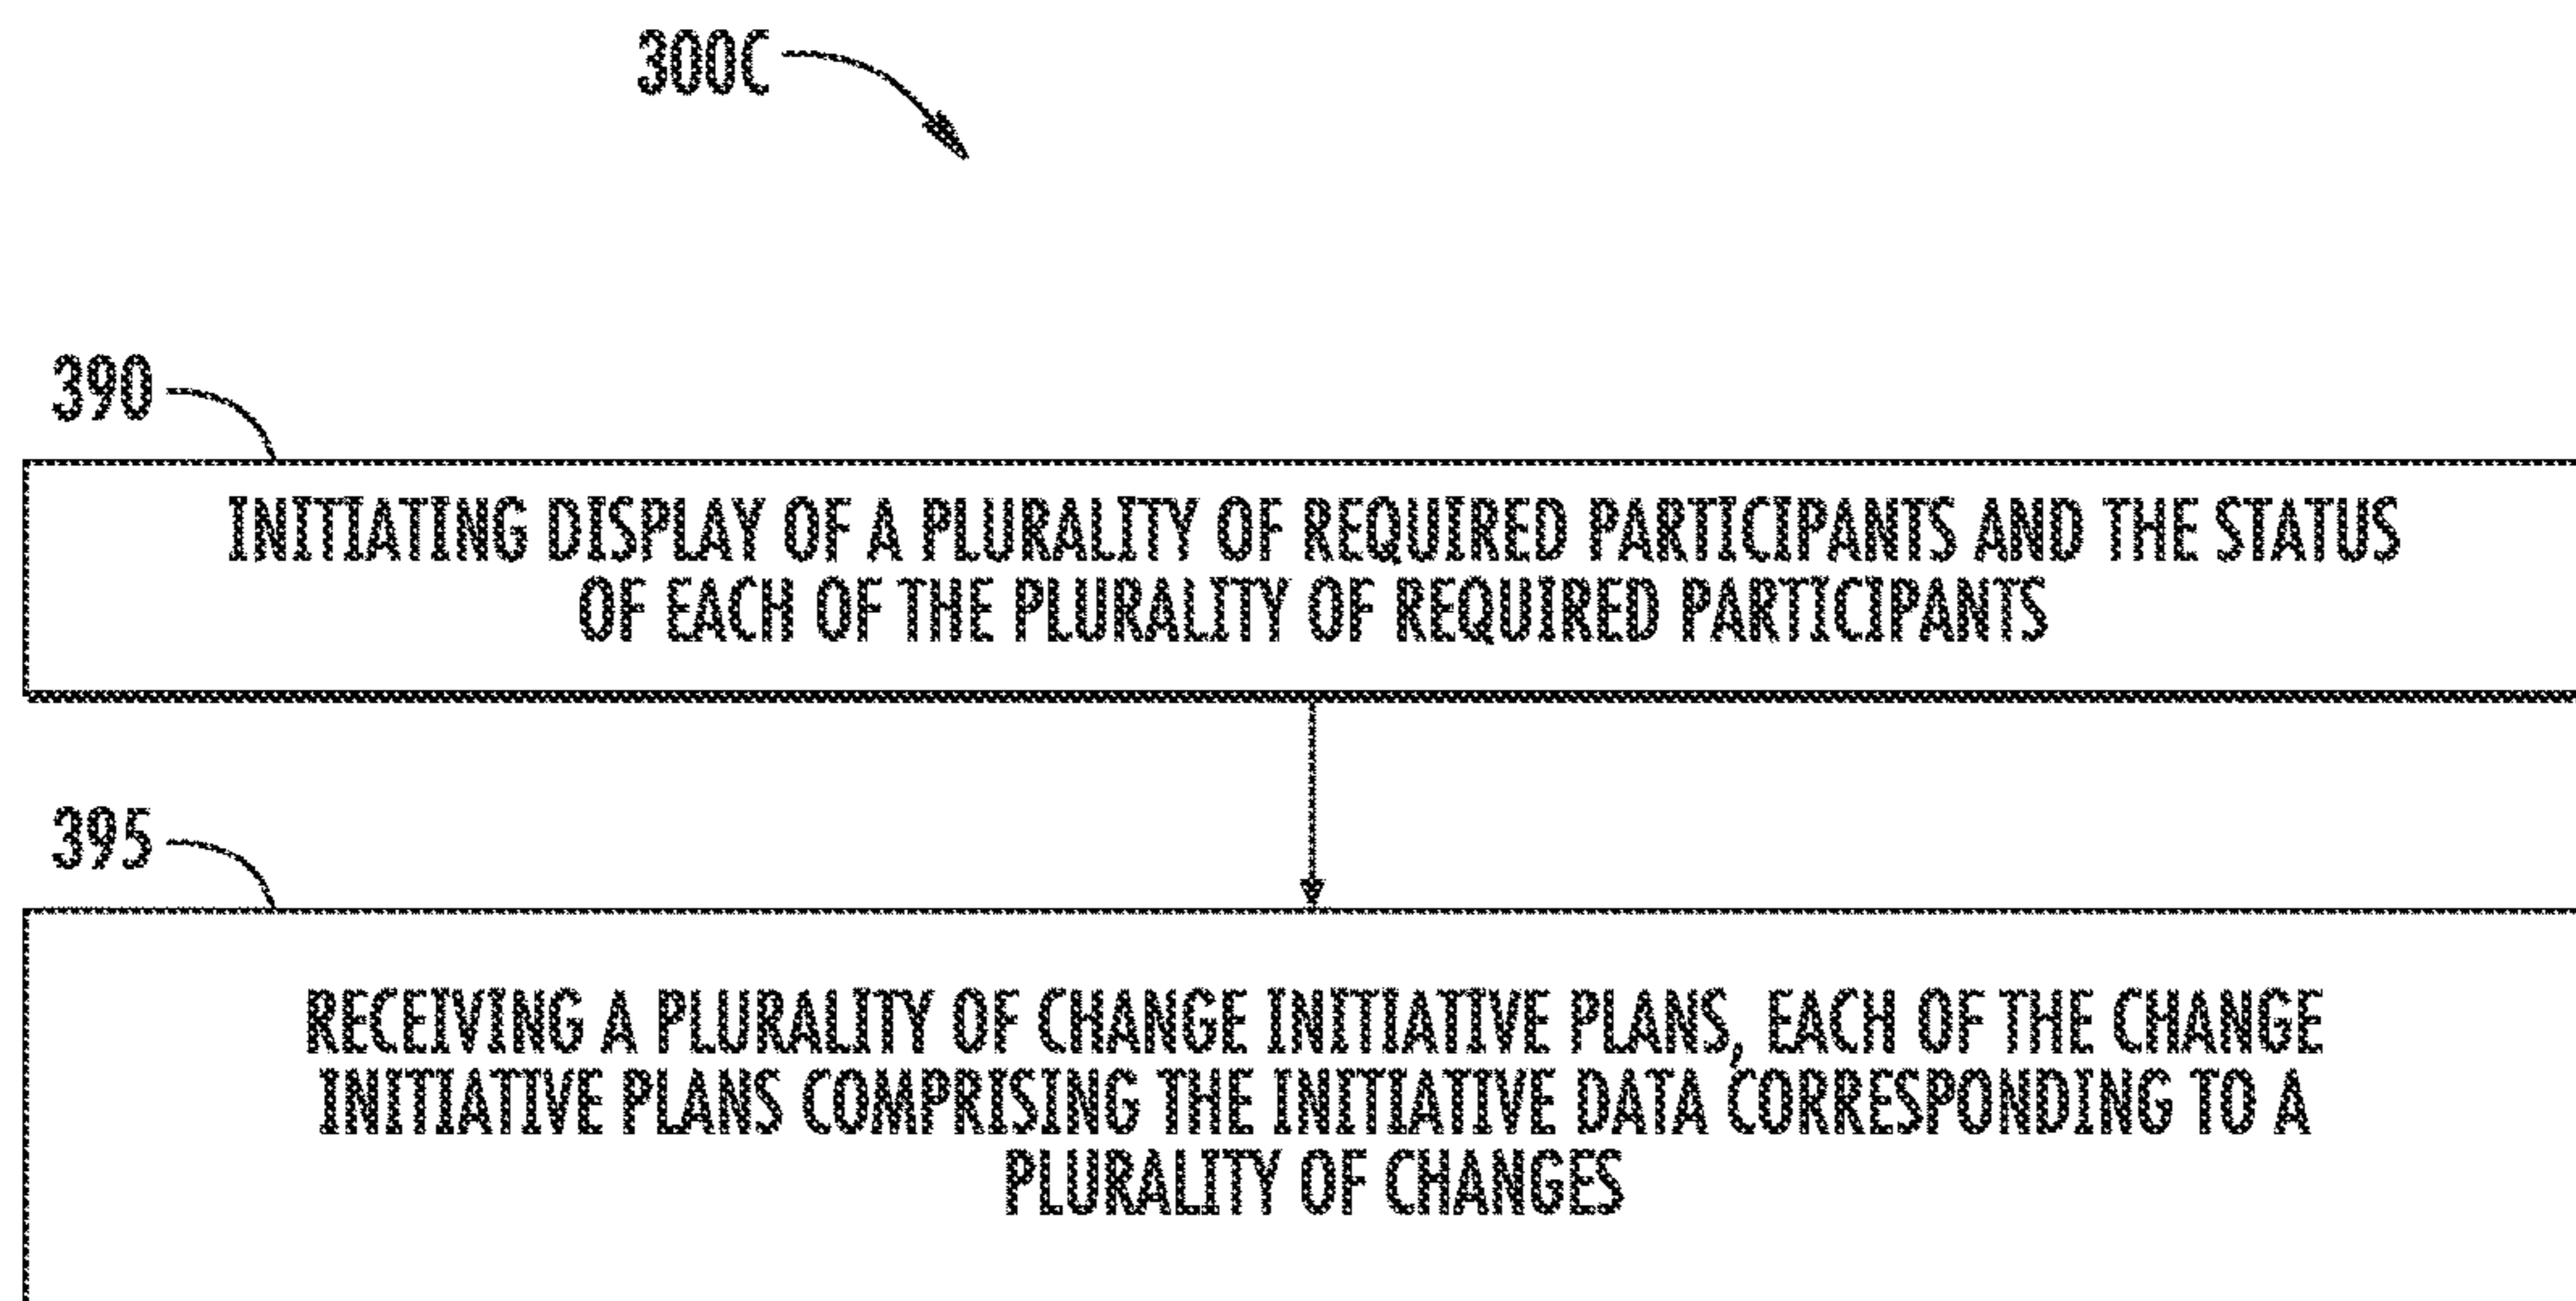 300C
390
INITIATING DISPLAY OF A PLURALITY OF REQUIRED PARTICIPANTS AND THE STATUS
OF EACH OF THE PLURALITY OF REQUIRED PARTICIPANTS
395
RECEIVING A PLURALITY OF CHANGE INITIATIVE PLANS, EACH OF THE CHANGE
INITIATIVE PLANS COMPRISING THE INITIATIVE DATA CORRESPONDING TO A
PLURALITY OF CHANGES